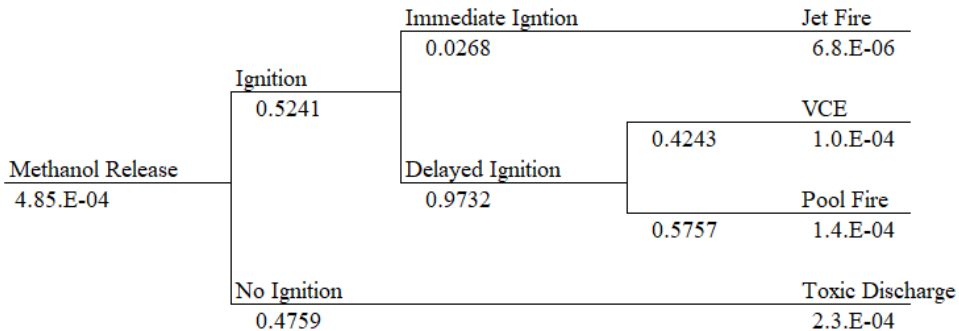 Immediate Igntion Jet Fire
0.0268 6.8.E-06
Ignition
0.5241 VCE
0.4243 1.0.E-04
Methanol Release Delayed Ignition
4.85.E-04 0.9732 Pool Fire
0.5757 1.4.E-04
No Ignition Toxic Discharge
0.4759 2.3.E-04